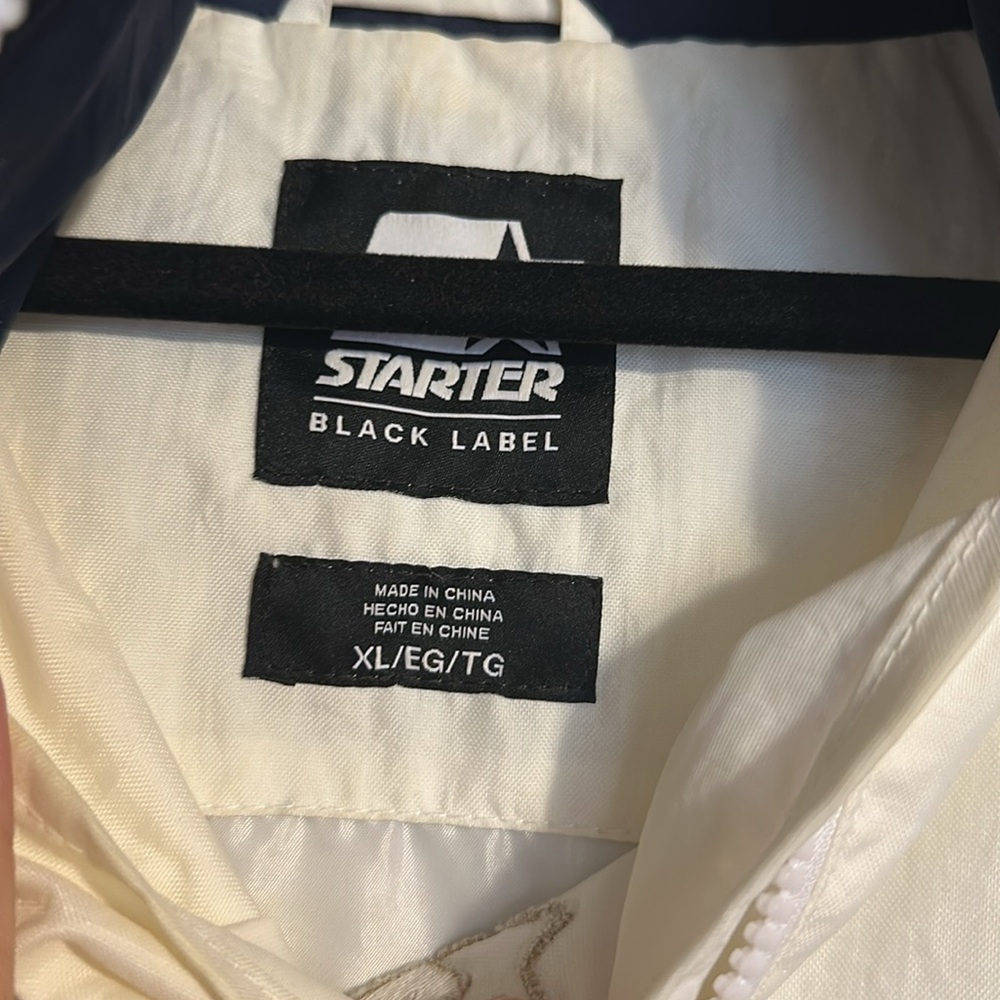 STARTER
BLACK LABEL
MADE IN CHINA
HECHO EN CHINA
FAIT EN CHINE
XL/EG/TG